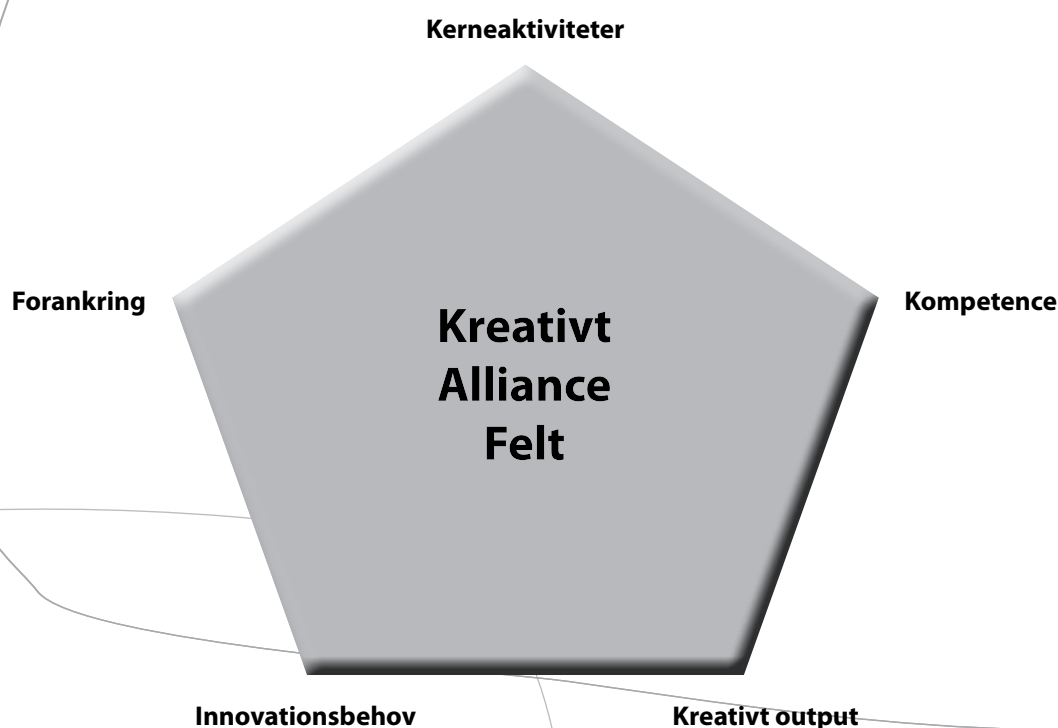 Kerneaktiviteter
Forankring
Kompetence
Kreativt
Alliance
Felt
Innovationsbehov
Kreativt output